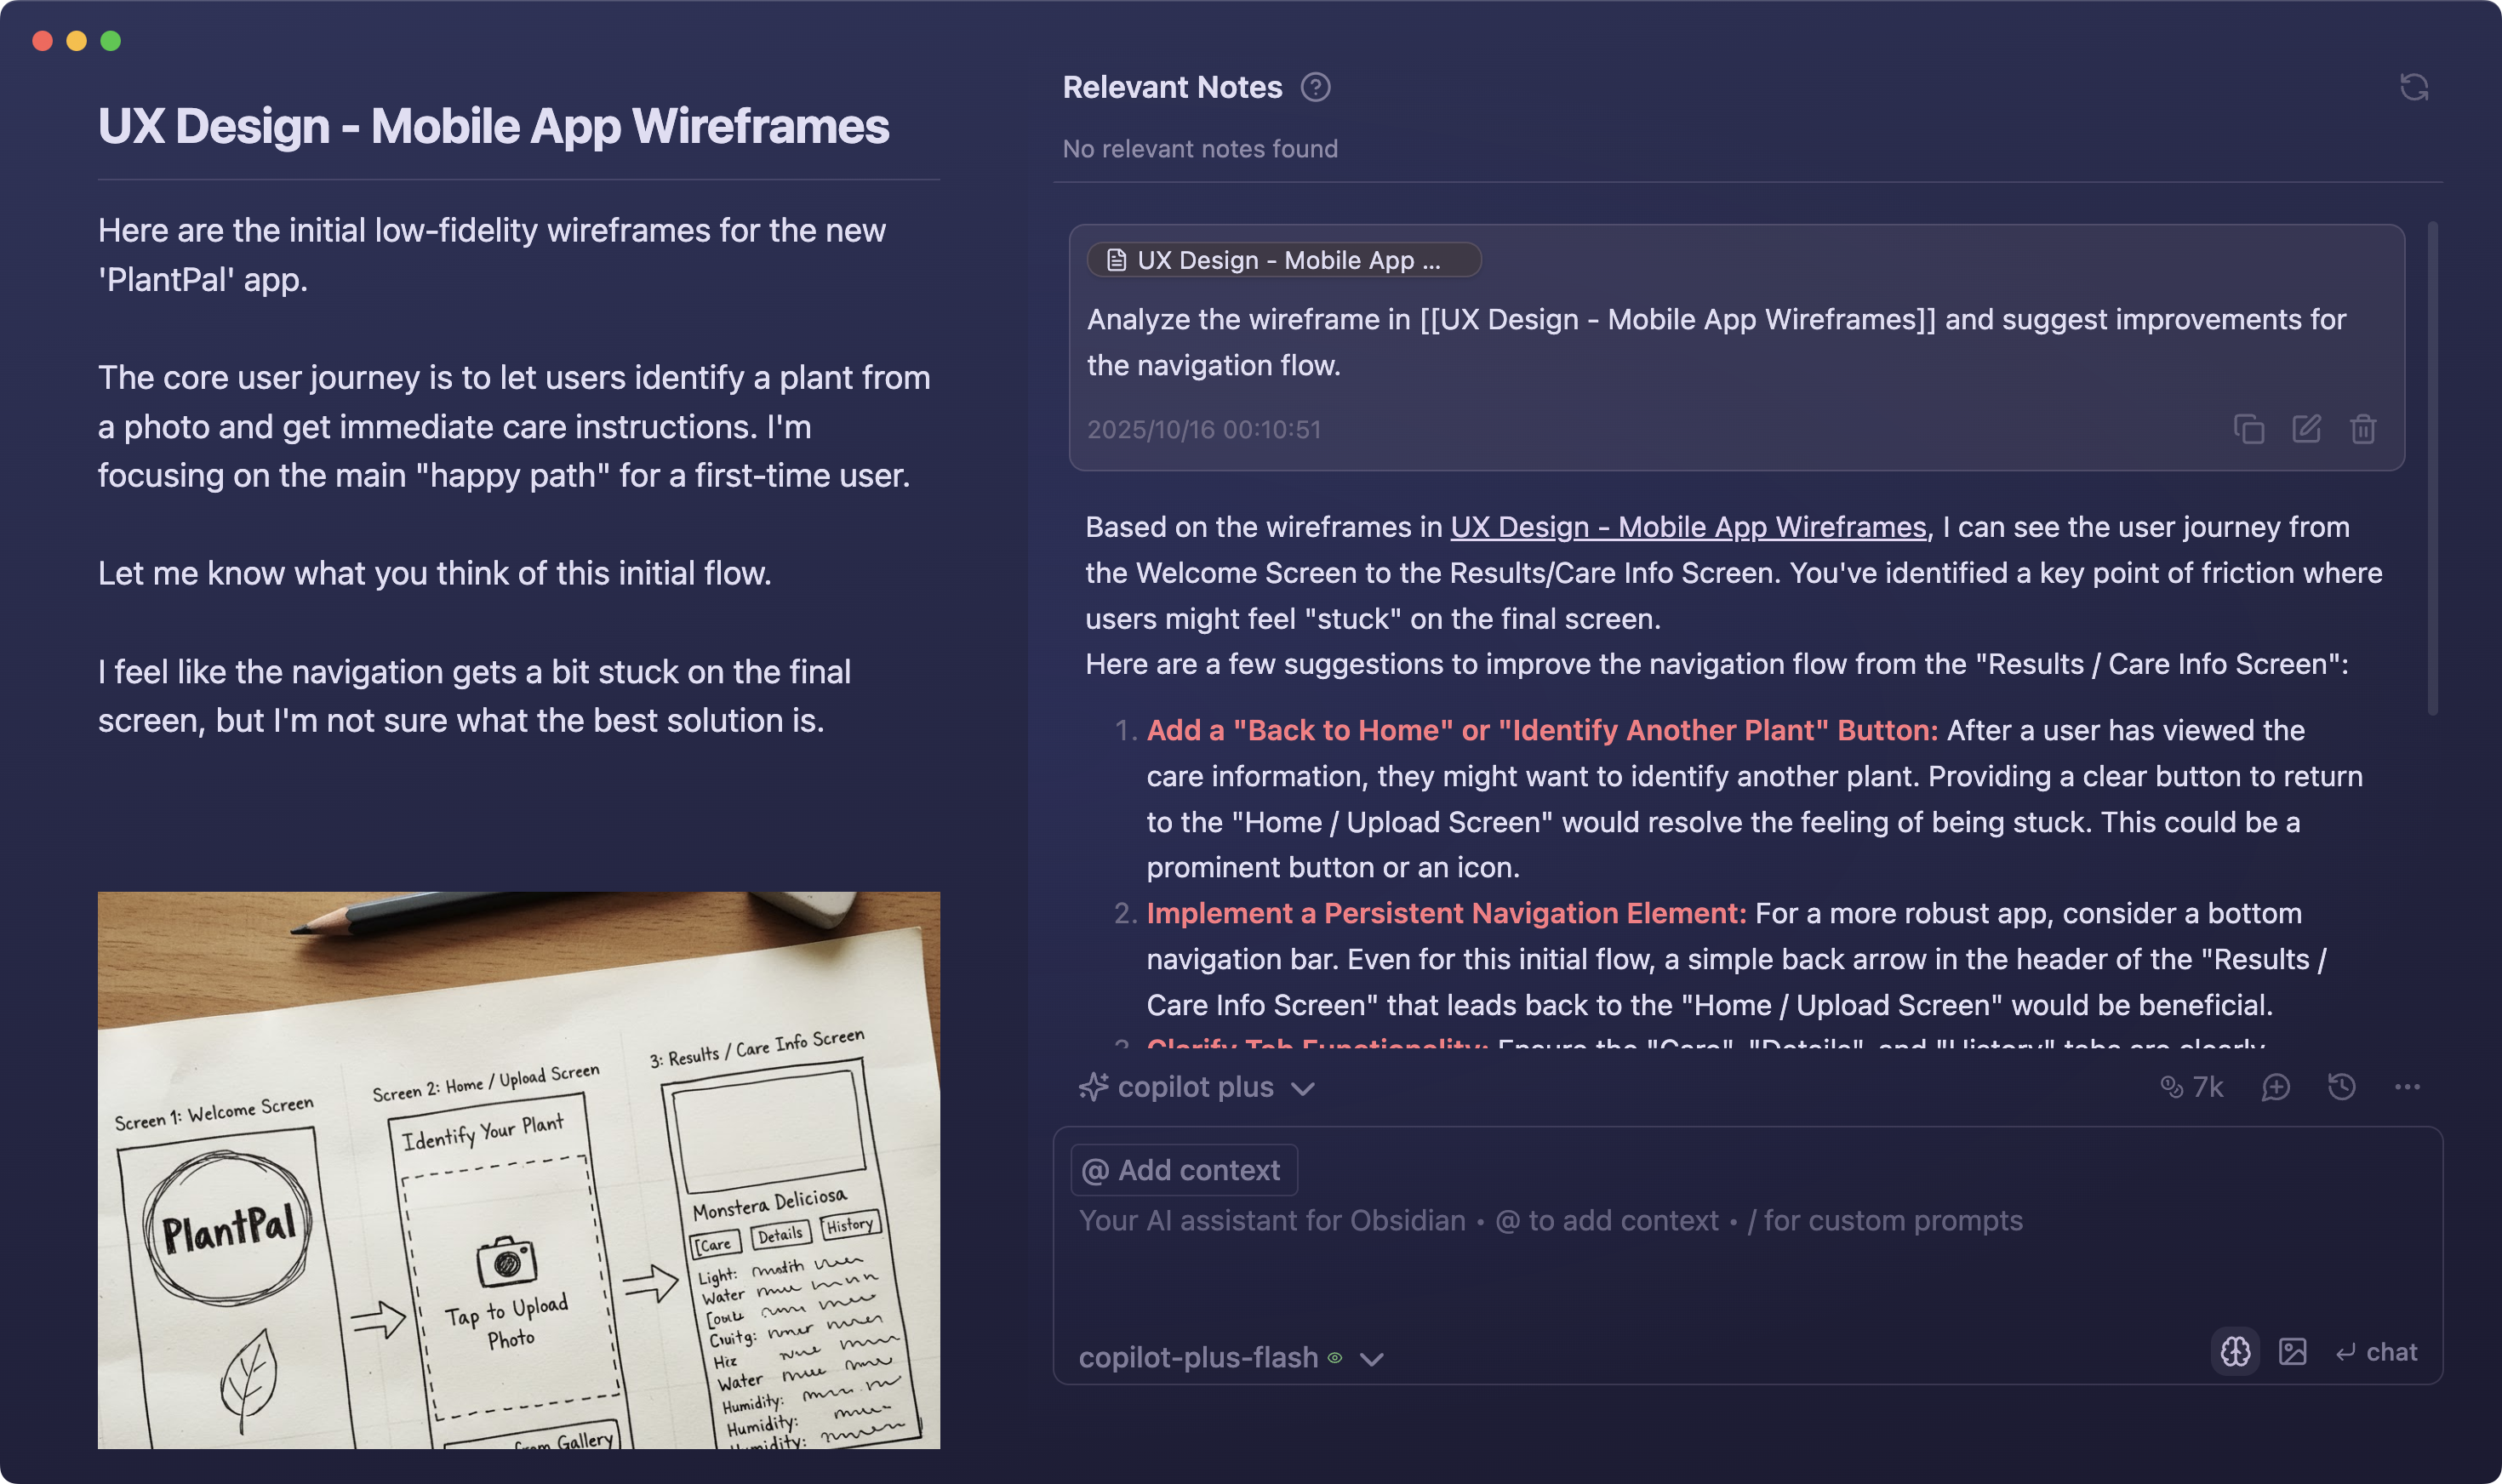 UX Design - Mobile App Wireframes
Here are the initial low-fidelity wireframes for the new
'PlantPal' app.
The core user journey is to let users identify a plant from
a photo and get immediate care instructions. I'm
focusing on the main "happy path" for a first-time user.
Let me know what you think of this initial flow.
I feel like the navigation gets a bit stuck on the final
screen, but I'm not sure what the best solution is.
Screen 1: Welcome Screen
PlantPal
Screen 2: Home / Upload Screen
Identify Your Plant
Tap to Upload
Photo
from Gallery
3: Results / Care Info Screen
Monstera Deliciosa
[Care
Details
History
Light:
Water
Hiz
Water
Humidity:
Humidity:
Humidity:
Relevant Notes
No relevant notes found
UX Design - Mobile App ...
Analyze the wireframe in [[UX Design - Mobile App Wireframes]] and suggest improvements for
the navigation flow.
2025/10/16 00:10:51
Based on the wireframes in UX Design - Mobile App Wireframes, I can see the user journey from
the Welcome Screen to the Results/Care Info Screen. You've identified a key point of friction where
users might feel "stuck" on the final screen.
Here are a few suggestions to improve the navigation flow from the "Results / Care Info Screen":
1. Add a "Back to Home" or "Identify Another Plant" Button: After a user has viewed the
care information, they might want to identify another plant. Providing a clear button to return
to the "Home / Upload Screen" would resolve the feeling of being stuck. This could be a
prominent button or an icon.
2. Implement a Persistent Navigation Element: For a more robust app, consider a bottom
navigation bar. Even for this initial flow, a simple back arrow in the header of the "Results /
Care Info Screen" that leads back to the "Home / Upload Screen" would be beneficial.
3. Clarify Tab Functionality: Ensure the "Care", "Details", and "History" tabs are clearly
copilot plus
7k
@ Add context
Your AI assistant for Obsidian • @ to add context • / for custom prompts
copilot-plus-flash
chat